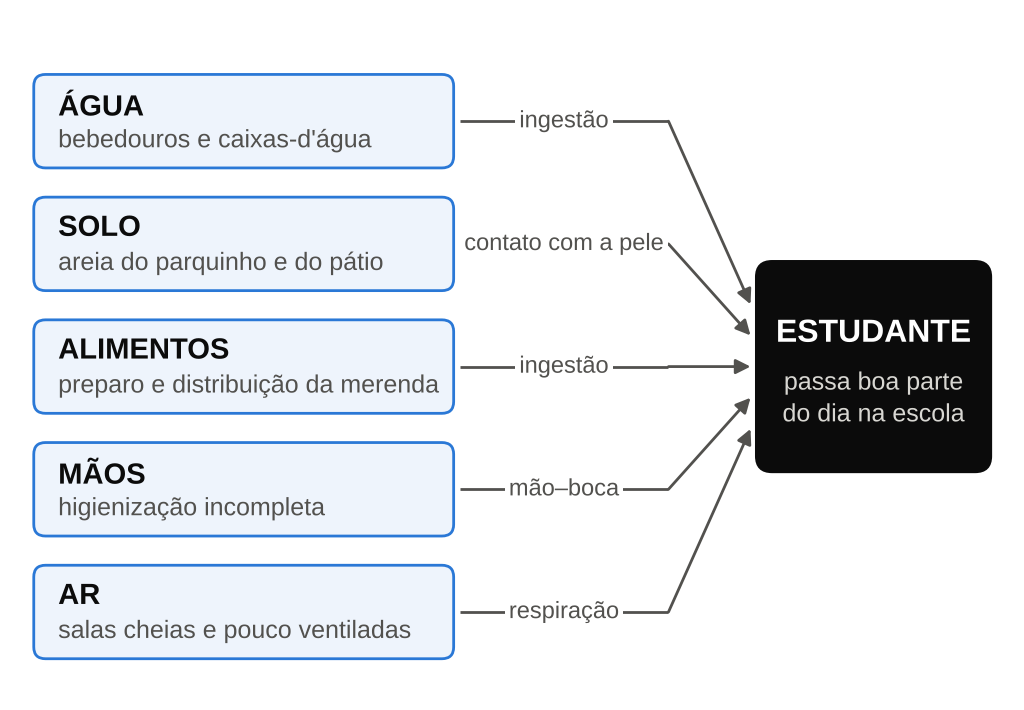 ÁGUA
bebedouros e caixas-d'água
ingestão
SOLO
areia do parquinho e do pátio
contato com a pele
ALIMENTOS
preparo e distribuição da merenda
ingestão
MÃOS
higienização incompleta
mão–boca
AR
salas cheias e pouco ventiladas
respiração
ESTUDANTE
passa boa parte
do dia na escola